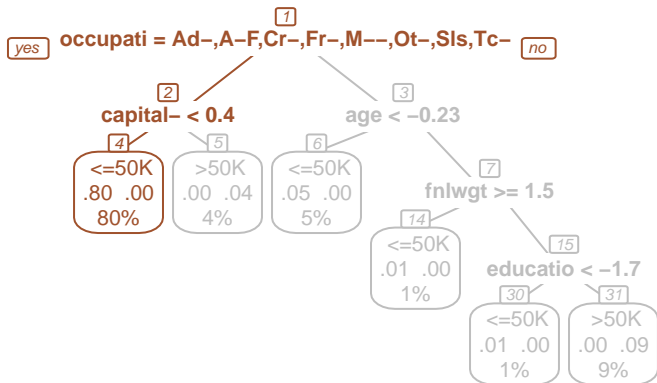 1
yes occupati = Ad−,A−F,Cr−,Fr−,M−−,Ot−,Sls,Tc− no
2 3
capital− < 0.4 age < −0.23
4 5 6 7
<=50K >50K <=50K fnlwgt >= 1.5
.80 .00 .00 .04 .05 .00
80% 4% 5%
14 15
<=50K educatio < −1.7
.01 .00
1% 30 31
<=50K >50K
.01 .00 .00 .09
1% 9%